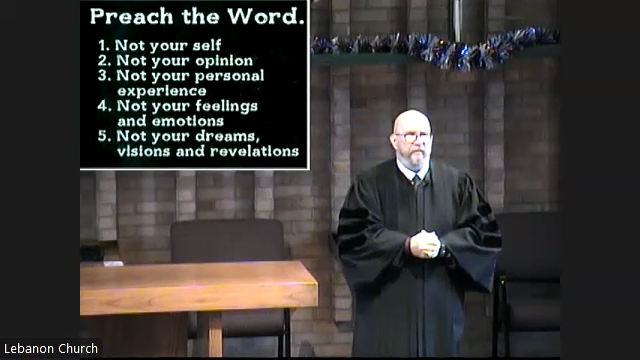 Preach the Word.
1. Not your self
2. Not your opinion
3. Not your personal
experience
4. Not your feelings
and emotions
5. Not your dreams,
visions and revelations
Lebanon Church